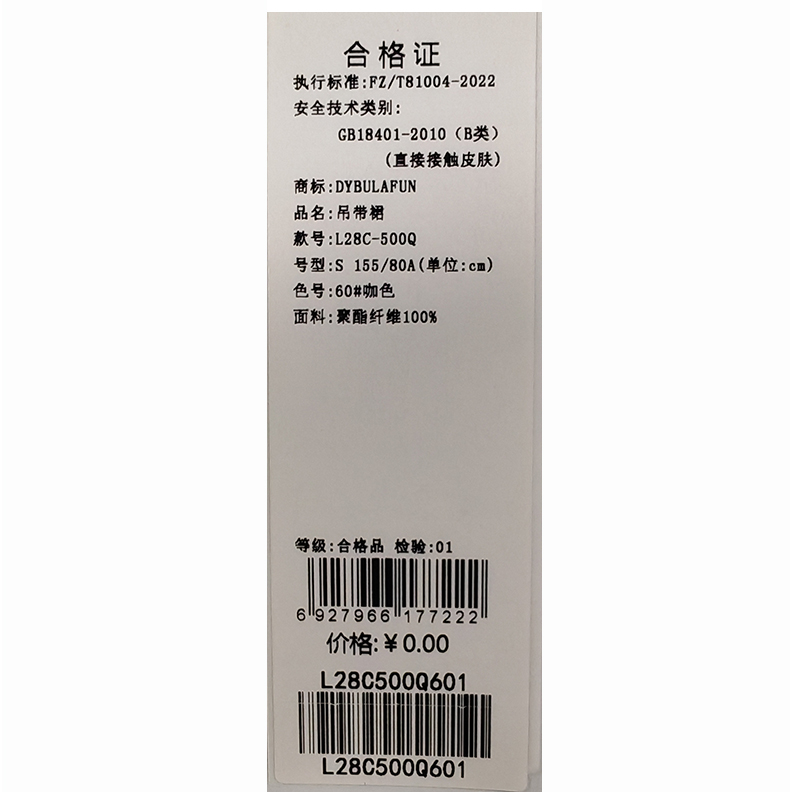 合格证
执行标准:FZ/T81004-2022
安全技术类别:
GB18401-2010（B类）
(直接接触皮肤)
商标:DYBULAFUN
品名:吊带裙
款号:L28C-500Q
号型:S 155/80A(单位:cm)
色号:60#咖色
面料:聚酯纤维100%
等级:合格品 检验:01
6 927966 177222
价格:¥0.00
L28C500Q601
L28C500Q601